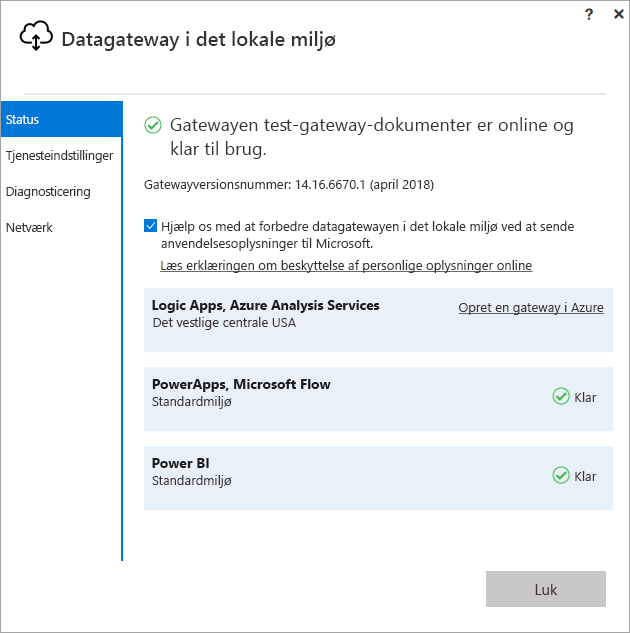 ? ×
Datagateway i det lokale miljø
Status
Tjenesteindstillinger
Diagnosticering
Netværk
Gatewayen test-gateway-dokumenter er online og
klar til brug.
Gatewayversionsnummer: 14.16.6670.1 (april 2018)
Hjælp os med at forbedre datagatewayen i det lokale miljø ved at sende
anvendelsesoplysninger til Microsoft.
Læs erklæringen om beskyttelse af personlige oplysninger online
Logic Apps, Azure Analysis Services
Det vestlige centrale USA
Opret en gateway i Azure
PowerApps, Microsoft Flow
Standardmiljø
Klar
Power BI
Standardmiljø
Klar
Luk